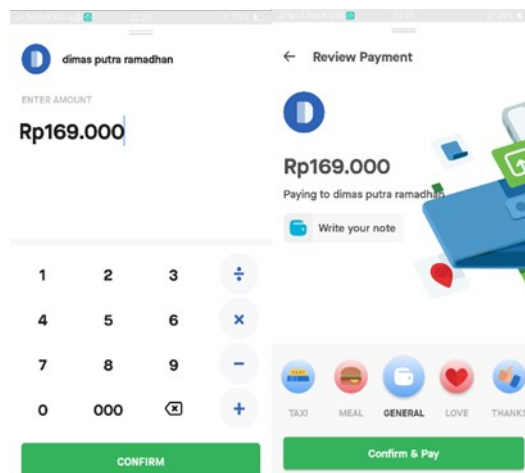 D dimas putra ramadhan
ENTER AMOUNT
Rp169.000
1 2 3 ÷
4 5 6 ×
7 8 9 −
0 000 +
CONFIRM
← Review Payment
D
Rp169.000
Paying to dimas putra ramadhan
Write your note
TAXI MEAL GENERAL LOVE THANKS
Confirm & Pay